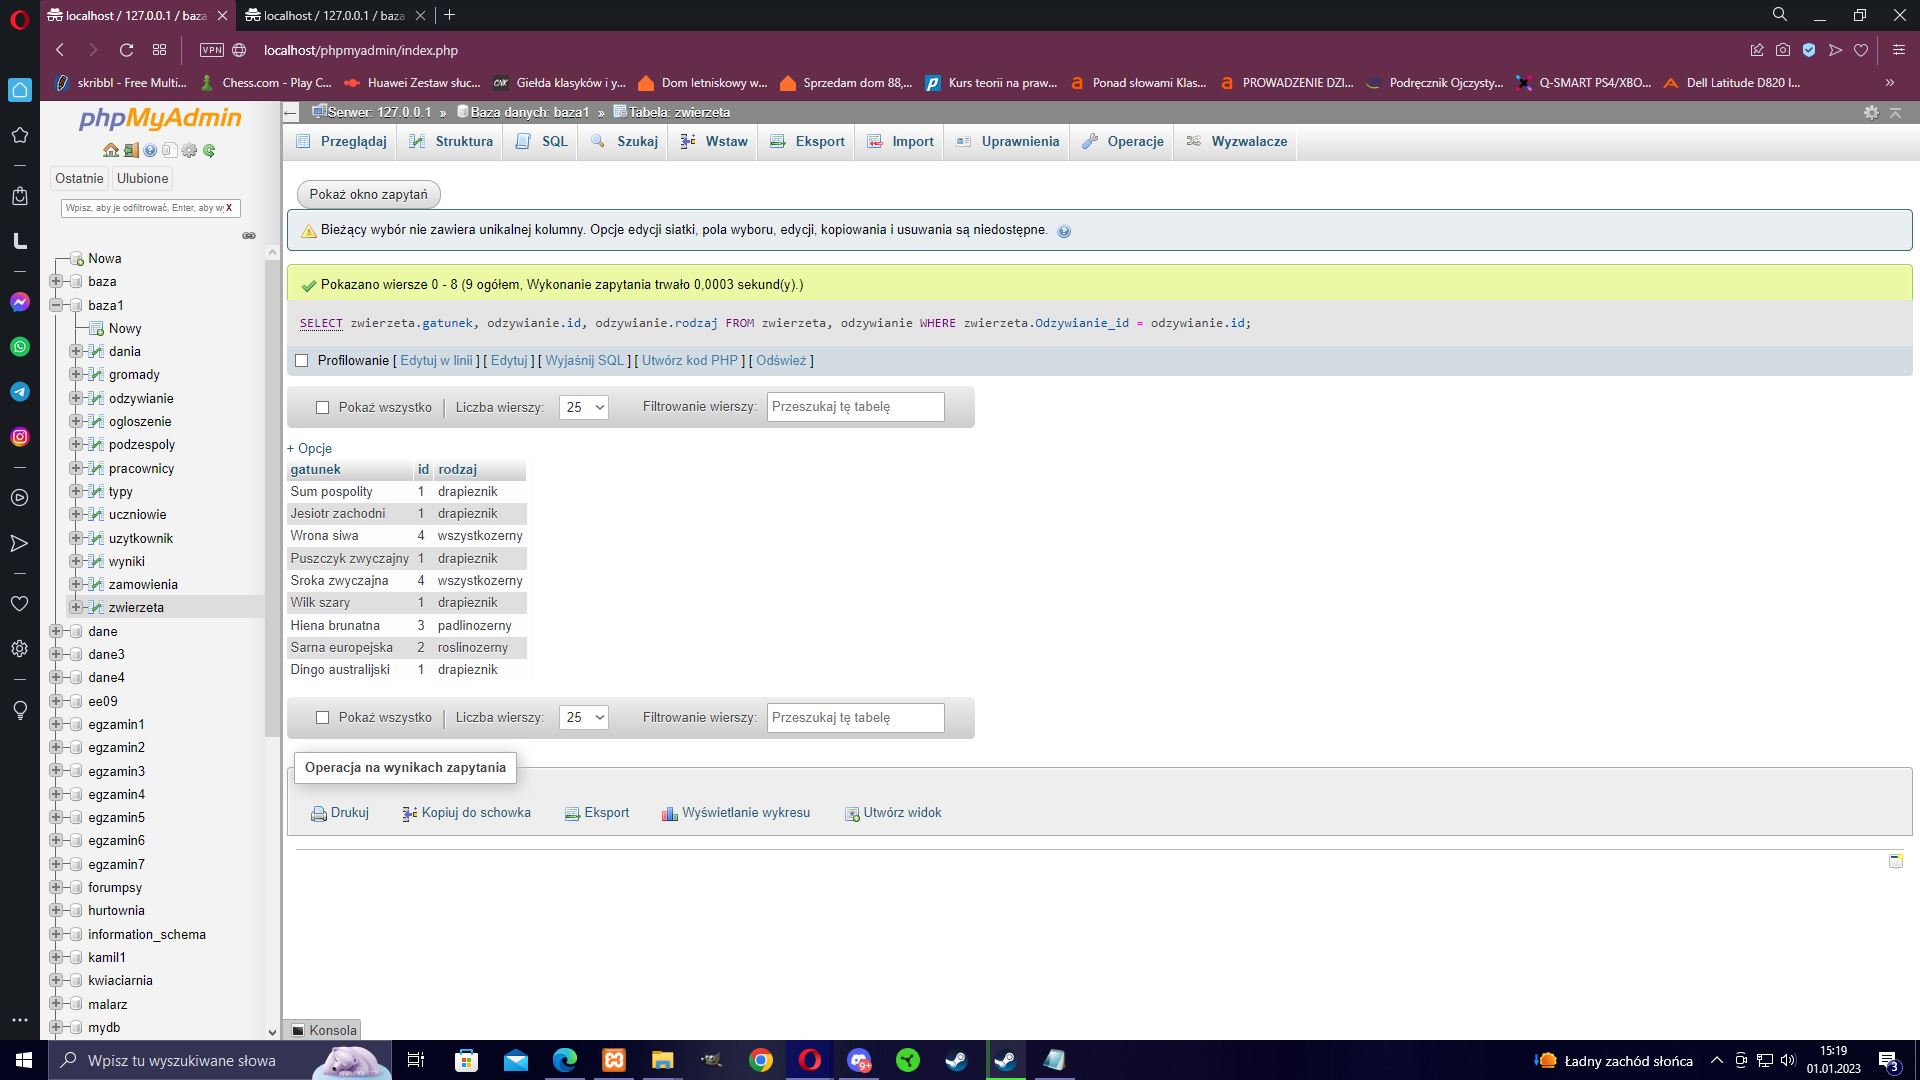 localhost / 127.0.0.1 / baza
localhost / 127.0.0.1 / baza
VPN
localhost/phpmyadmin/index.php
skribbl - Free Multi...
Chess.com - Play C...
Huawei Zestaw słuc...
Giełda klasyków i y...
Dom letniskowy w...
Sprzedam dom 88,...
Kurs teorii na praw...
Ponad słowami Klas...
PROWADZENIE DZI...
Podręcznik Ojczysty...
Q-SMART PS4/XBO...
Dell Latitude D820 I...
phpMyAdmin
Ostatnie
Ulubione
Wpisz, aby je odfiltrować, Enter, aby wy
X
Nowa
baza
baza1
Nowy
dania
gromady
odzywianie
ogloszenie
podzespoly
pracownicy
typy
uczniowie
uzytkownik
wyniki
zamowienia
zwierzeta
dane
dane3
dane4
ee09
egzamin1
egzamin2
egzamin3
egzamin4
egzamin5
egzamin6
egzamin7
forumpsy
hurtownia
information_schema
kamil1
kwiaciarnia
malarz
mydb
Serwer: 127.0.0.1 » Baza danych: baza1 » Tabela: zwierzeta
Przeglądaj
Struktura
SQL
Szukaj
Wstaw
Eksport
Import
Uprawnienia
Operacje
Wyzwalacze
Pokaż okno zapytań
Bieżący wybór nie zawiera unikalnej kolumny. Opcje edycji siatki, pola wyboru, edycji, kopiowania i usuwania są niedostępne.
Pokazano wiersze 0 - 8 (9 ogółem, Wykonanie zapytania trwało 0,0003 sekund(y).)
SELECT zwierzeta.gatunek, odzywianie.id, odzywianie.rodzaj FROM zwierzeta, odzywianie WHERE zwierzeta.Odzywianie_id = odzywianie.id;
Profilowanie [ Edytuj w linii ] [ Edytuj ] [ Wyjaśnij SQL ] [ Utwórz kod PHP ] [ Odśwież ]
Pokaż wszystko
Liczba wierszy:
25
Filtrowanie wierszy:
Przeszukaj tę tabelę
+ Opcje
gatunek id rodzaj
Sum pospolity 1 drapieznik
Jesiotr zachodni 1 drapieznik
Wrona siwa 4 wszystkozerny
Puszczyk zwyczajny 1 drapieznik
Sroka zwyczajna 4 wszystkozerny
Wilk szary 1 drapieznik
Hiena brunatna 3 padlinozerny
Sarna europejska 2 roslinozerny
Dingo australijski 1 drapieznik
Pokaż wszystko
Liczba wierszy:
25
Filtrowanie wierszy:
Przeszukaj tę tabelę
Operacja na wynikach zapytania
Drukuj
Kopiuj do schowka
Eksport
Wyświetlanie wykresu
Utwórz widok
Konsola
Wpisz tu wyszukiwane słowa
9+
Ładny zachód słońca
15:19
01.01.2023
3